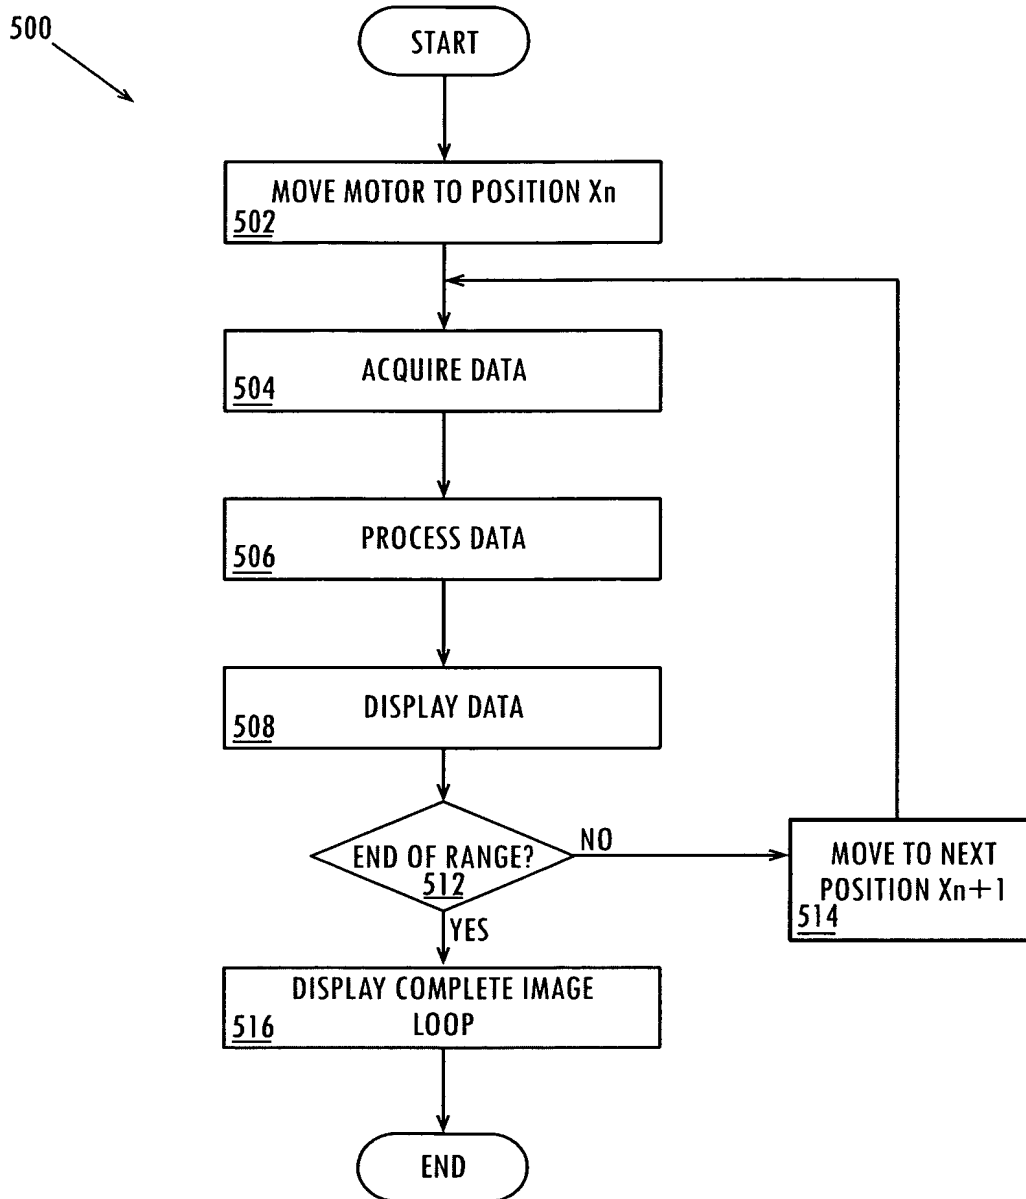 500
START
MOVE MOTOR TO POSITION Xn
502
ACQUIRE DATA
504
PROCESS DATA
506
DISPLAY DATA
508
END OF RANGE?
512
NO
MOVE TO NEXT
POSITION Xn+1
514
YES
DISPLAY COMPLETE IMAGE
LOOP
516
END